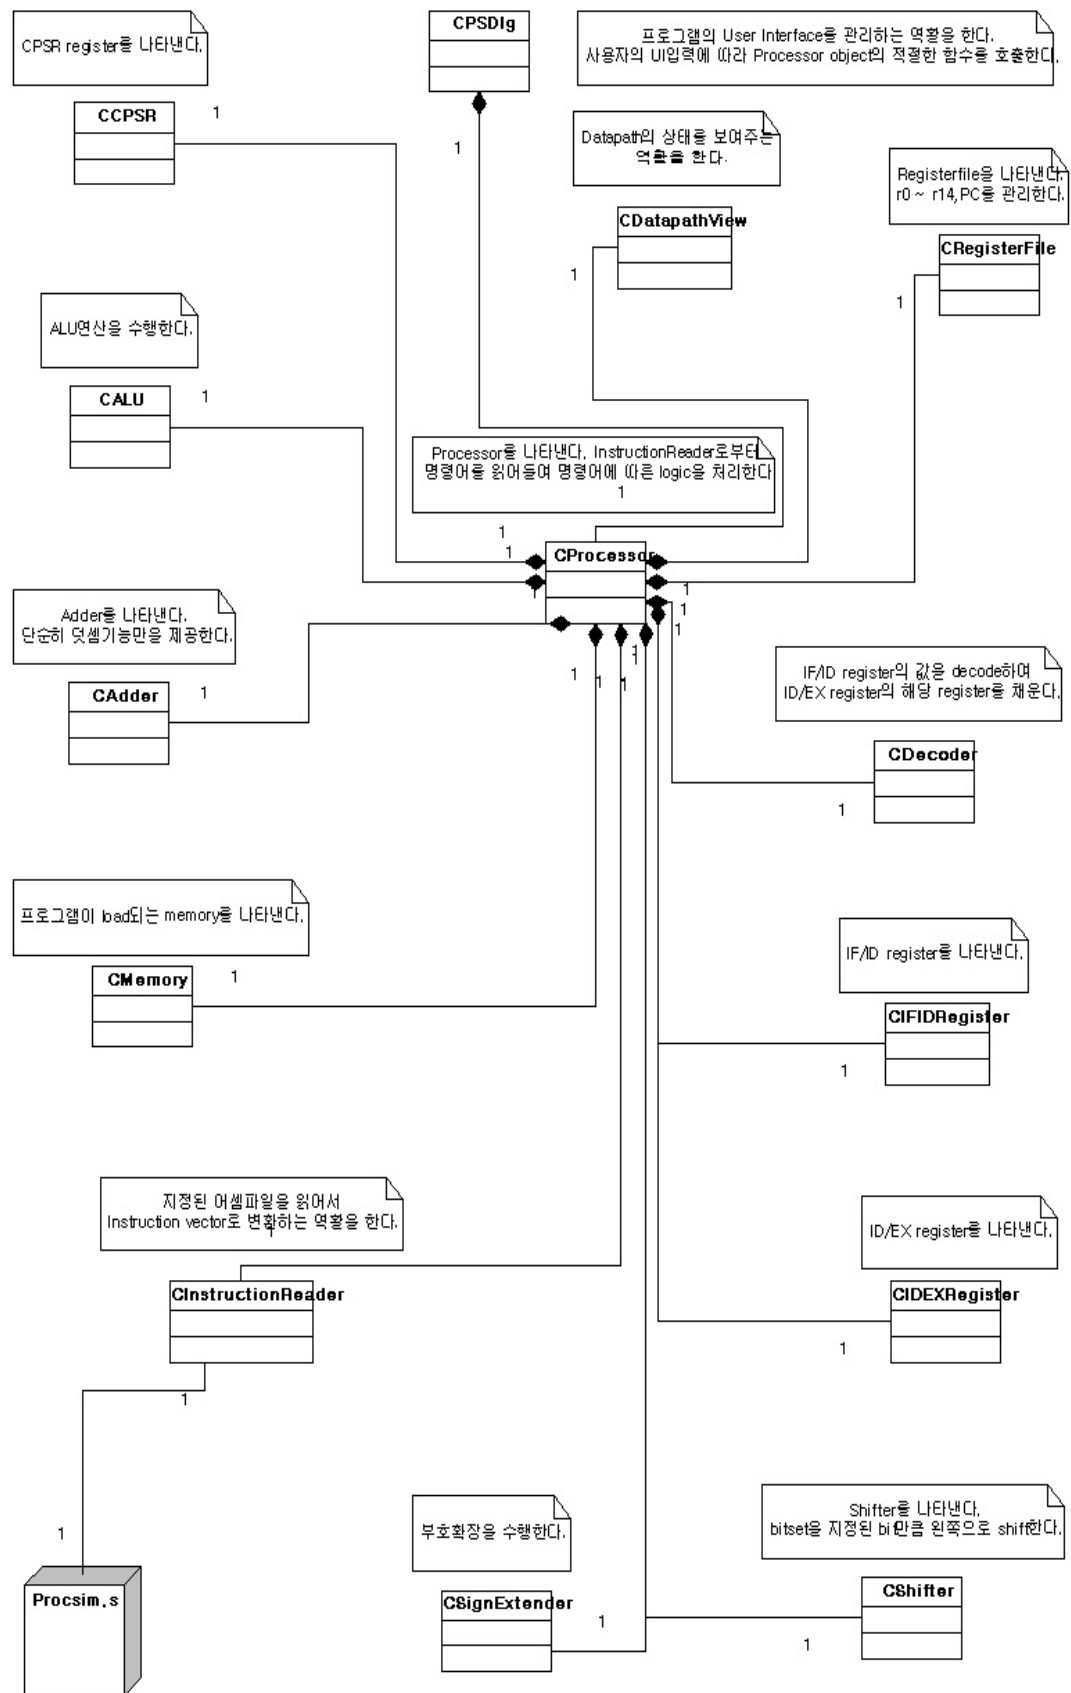 CPSR register를 나타낸다.
CCPSR
1
CPSDlg
1
프로그램의 User Interface를 관리하는 역활을 한다.
사용자의 UI입력에 따라 Processor object의 적절한 함수를 호출한다.
Datapath의 상태를 보여주는
역활을 한다.
CDatapathView
1
Registerfile을 나타낸다.
r0 ~ r14,PC를 관리한다.
CRegisterFile
1
ALU연산을 수행한다.
CALU
1
Processor를 나타낸다. InstructionReader로부터
명령어를 읽어들여 명령어에 따른 logic을 처리한다
1
1
1
CProcessor
1
1
1
1
1
1
1
1
1
Adder를 나타낸다.
단순히 덧셈기능만을 제공한다.
CAdder
1
IF/ID register의 값을 decode하여
ID/EX register의 해당 register를 채운다.
CDecoder
1
프로그램이 load되는 memory를 나타낸다.
CMemory
1
IF/ID register를 나타낸다.
CIFIDRegister
1
지정된 어셈파일을 읽어서
Instruction vector로 변환하는 역활을 한다.
1
CInstructionReader
1
ID/EX register를 나타낸다.
CIDEXRegister
1
1
Procsim.s
부호확장을 수행한다.
CSignExtender
1
Shifter를 나타낸다.
bitset을 지정된 bit만큼 왼쪽으로 shift한다.
CShifter
1